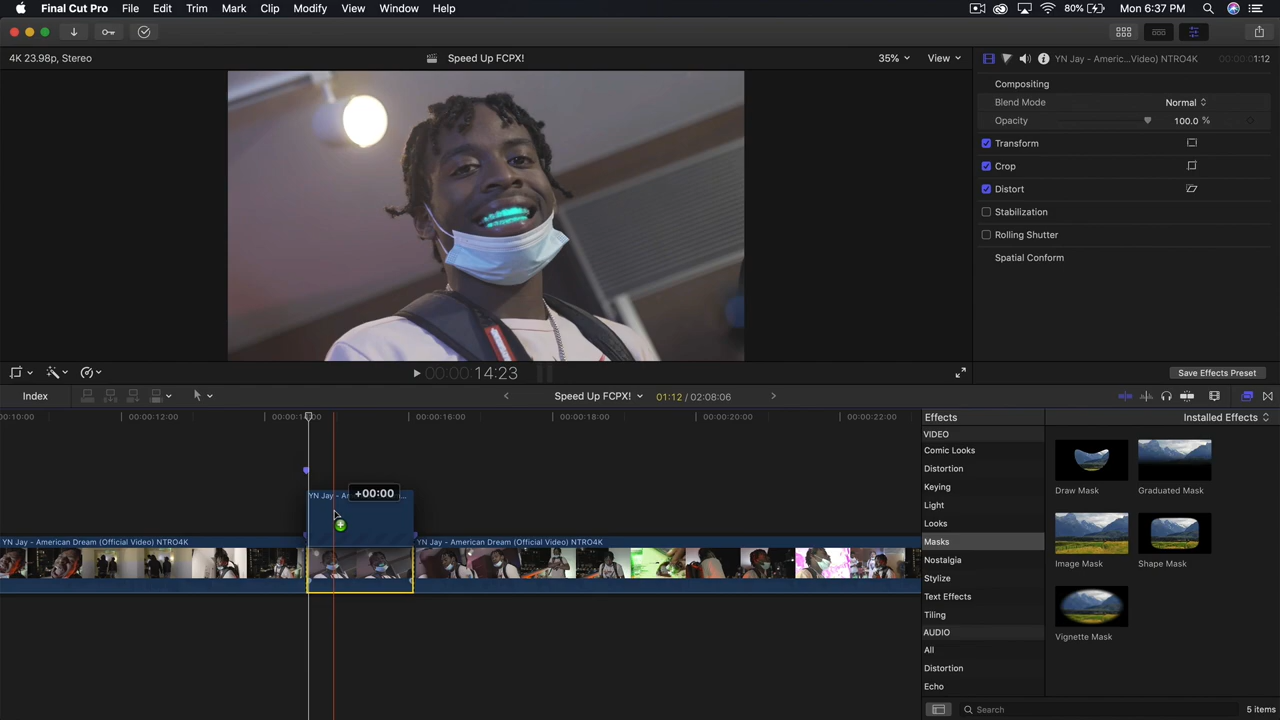 Final Cut Pro File Edit Trim Mark Clip Modify View Window Help 80% Mon 6:37 PM
4K 23.98p, Stereo Speed Up FCPX! 35% View YN Jay - Americ...Video) NTRO4K 1:12
Compositing
Blend Mode Normal
Opacity 100.0 %
Transform
Crop
Distort
Stabilization
Rolling Shutter
Spatial Conform
14:23 Save Effects Preset
Index Speed Up FCPX! 01:12 / 02:08:06
00:00:12:00 00:00:16:00 00:00:18:00 00:00:20:00 00:00:22:00
+00:00
YN Jay - American Dream (Official Video) NTRO4K YN Jay - American Dream (Official Video) NTRO4K
Effects Installed Effects
VIDEO
Comic Looks
Distortion
Keying
Light
Looks
Masks
Nostalgia
Stylize
Text Effects
Tiling
AUDIO
All
Distortion
Echo
Draw Mask Graduated Mask
Image Mask Shape Mask
Vignette Mask
Search 5 items